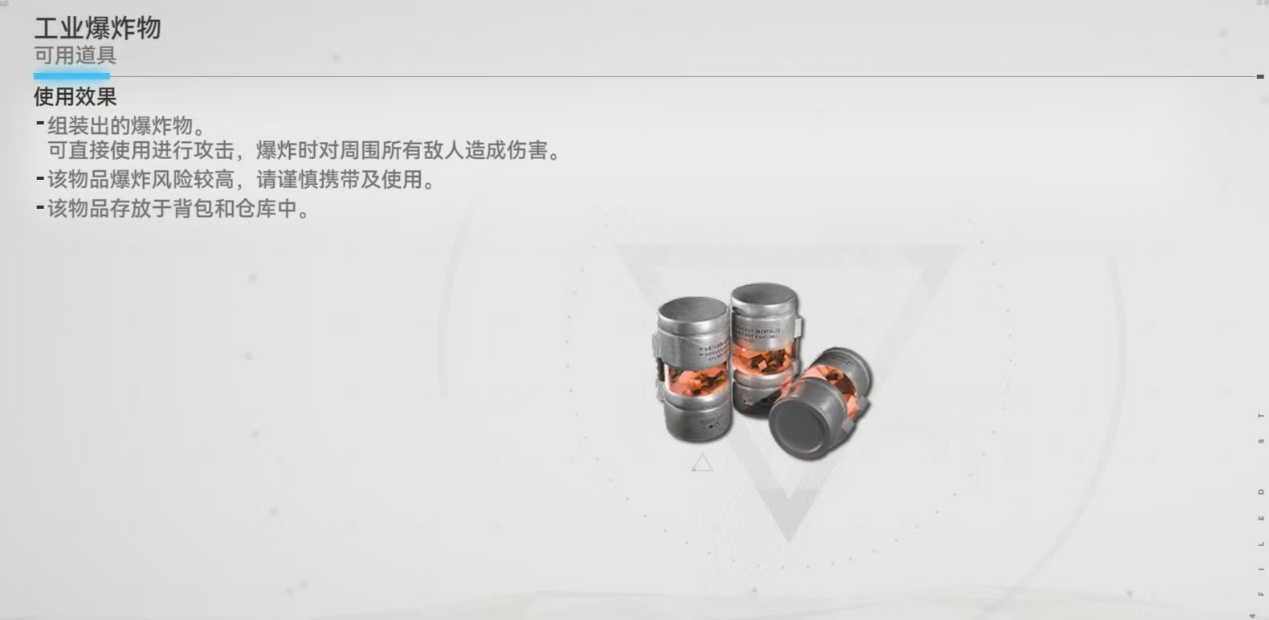 工业爆炸物
可用道具
使用效果
-组装出的爆炸物。
可直接使用进行攻击，爆炸时对周围所有敌人造成伤害。
-该物品爆炸风险较高，请谨慎携带及使用。
-该物品存放于背包和仓库中。